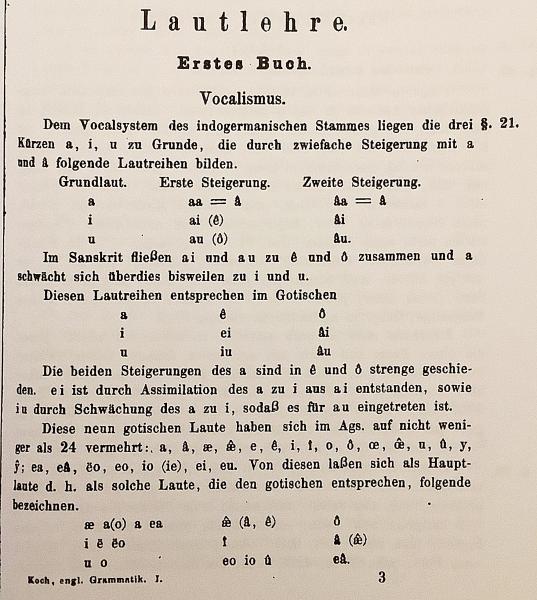 Lautlehre.
Erstes Buch.
Vocalismus.
Dem Vocalsystem des indogermanischen Stammes liegen die drei §. 21.
Kürzen a, i, u zu Grunde, die durch zwiefache Steigerung mit a
und â folgende Lautreihen bilden.
Grundlaut. Erste Steigerung. Zweite Steigerung.
a aa = â âa = â
i ai (ê) âi
u au (ô) âu.
Im Sanskrit fließen ai und au zu ê und ô zusammen und a
schwächt sich überdies bisweilen zu i und u.
Diesen Lautreihen entsprechen im Gotischen
a ê ô
i ei âi
u iu âu
Die beiden Steigerungen des a sind in ê und ô strenge geschie-
den. ei ist durch Assimilation des a zu i aus ai entstanden, sowie
iu durch Schwächung des a zu i, sodaß es für au eingetreten ist.
Diese neun gotischen Laute haben sich im Ags. auf nicht weni-
ger als 24 vermehrt: a, â, æ, æ̂, e, ê, i, î, o, ô, œ, œ̂, u, û, y,
ŷ; ea, eâ, ëo, eo, io (ie), ei, eu. Von diesen laßen sich als Haupt-
laute d. h. als solche Laute, die den gotischen entsprechen, folgende
bezeichnen.
æ a(o) a ea æ̂ (â, ê) ô
i ë ëo î â (æ̂)
u o eo io û eâ.
Koch, engl. Grammatik. I. 3